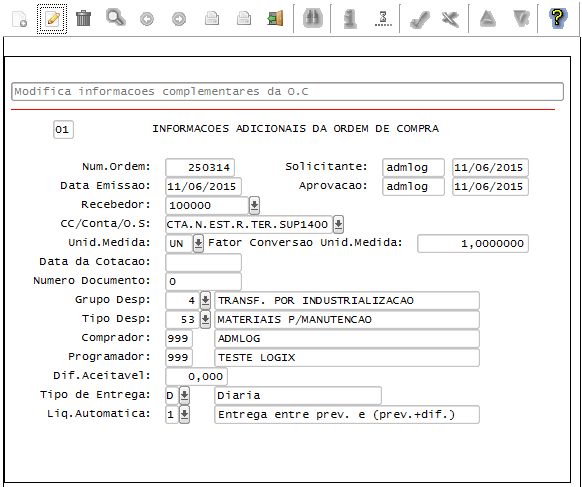 Modifica informacoes complementares da O.C
01 INFORMACOES ADICIONAIS DA ORDEM DE COMPRA
Num.Ordem: 250314 Solicitante: admlog 11/06/2015
Data Emissao: 11/06/2015 Aprovacao: admlog 11/06/2015
Recebedor: 100000
CC/Conta/O.S: CTA.N.EST.R.TER.SUP1400
Unid.Medida: UN Fator Conversao Unid.Medida: 1,0000000
Data da Cotacao:
Numero Documento: 0
Grupo Desp: 4 TRANSF. POR INDUSTRIALIZACAO
Tipo Desp: 53 MATERIAIS P/MANUTENCAO
Comprador: 999 ADMLOG
Programador: 999 TESTE LOGIX
Dif.Aceitavel: 0,000
Tipo de Entrega: D Diaria
Liq.Automatica: 1 Entrega entre prev. e (prev.+dif.)